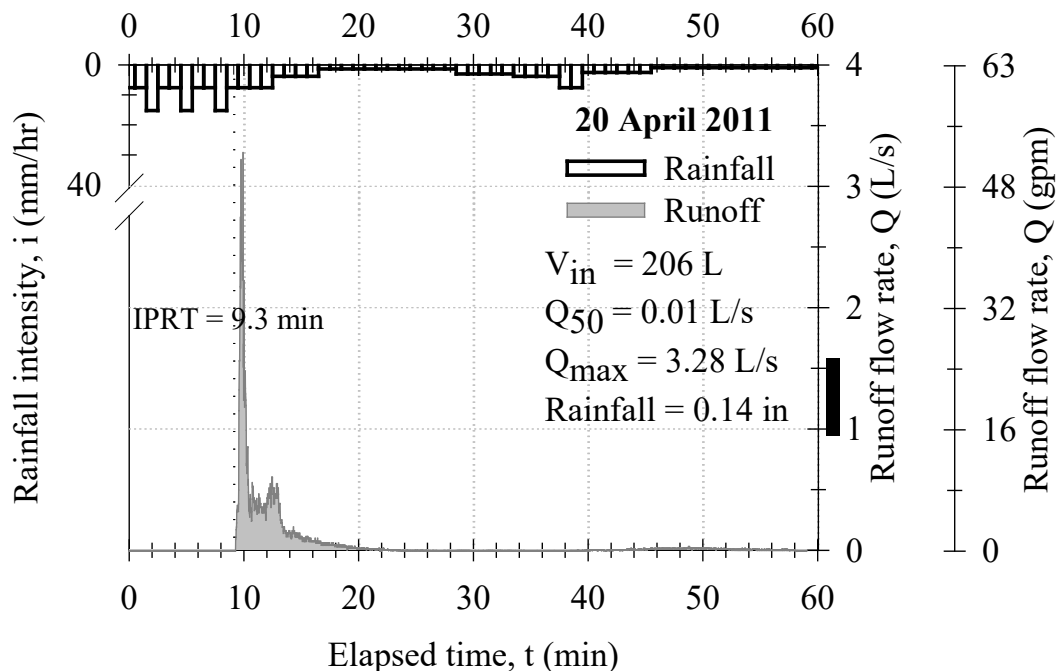 0 10 20 30 40 50 60
0
40
Rainfall intensity, i (mm/hr)
20 April 2011
Rainfall
Runoff
V_in = 206 L
Q_50 = 0.01 L/s
Q_max = 3.28 L/s
Rainfall = 0.14 in
IPRT = 9.3 min
4
3
2
1
0
Runoff flow rate, Q (L/s)
63
48
32
16
0
Runoff flow rate, Q (gpm)
0 10 20 30 40 50 60
Elapsed time, t (min)